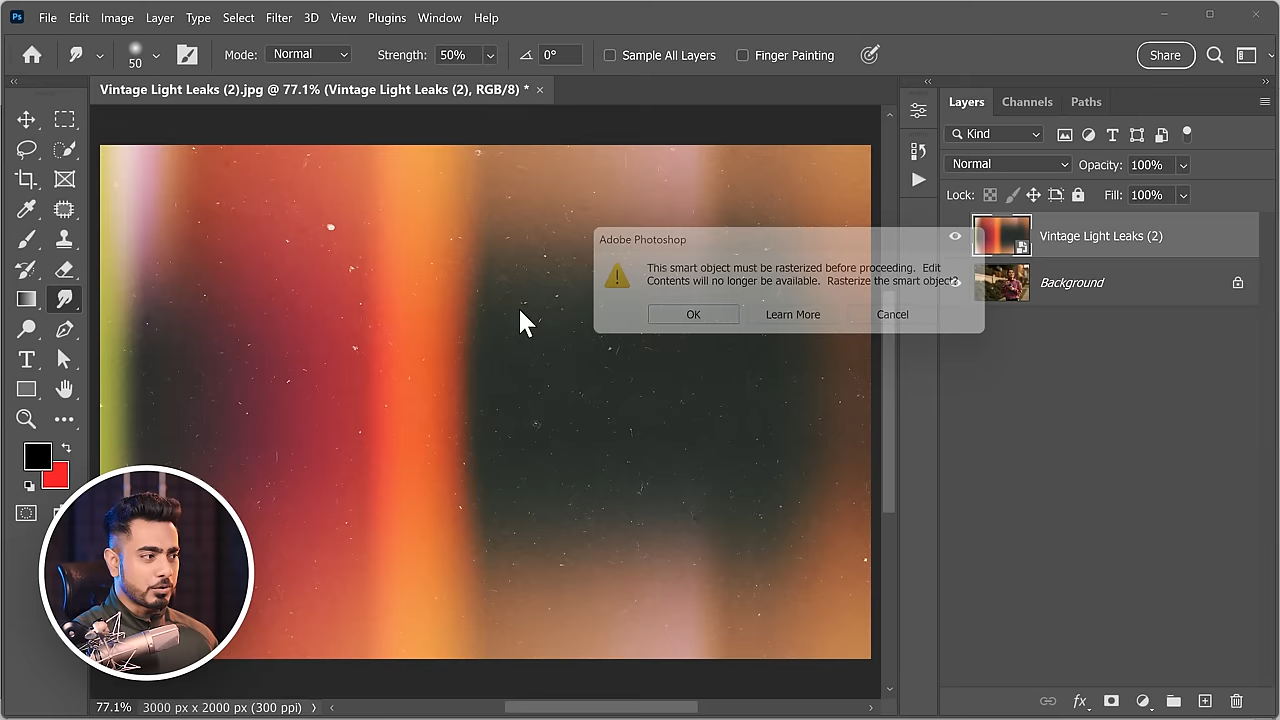 Ps File Edit Image Layer Type Select Filter 3D View Plugins Window Help
50 Mode: Normal Strength: 50% 0° Sample All Layers Finger Painting Share
Vintage Light Leaks (2).jpg @ 77.1% (Vintage Light Leaks (2), RGB/8) *
Layers Channels Paths
Kind
Normal Opacity: 100%
Lock: Fill: 100%
Vintage Light Leaks (2)
Background
Adobe Photoshop
This smart object must be rasterized before proceeding. Edit
Contents will no longer be available. Rasterize the smart object?
OK Learn More Cancel
77.1% 3000 px x 2000 px (300 ppi)
fx